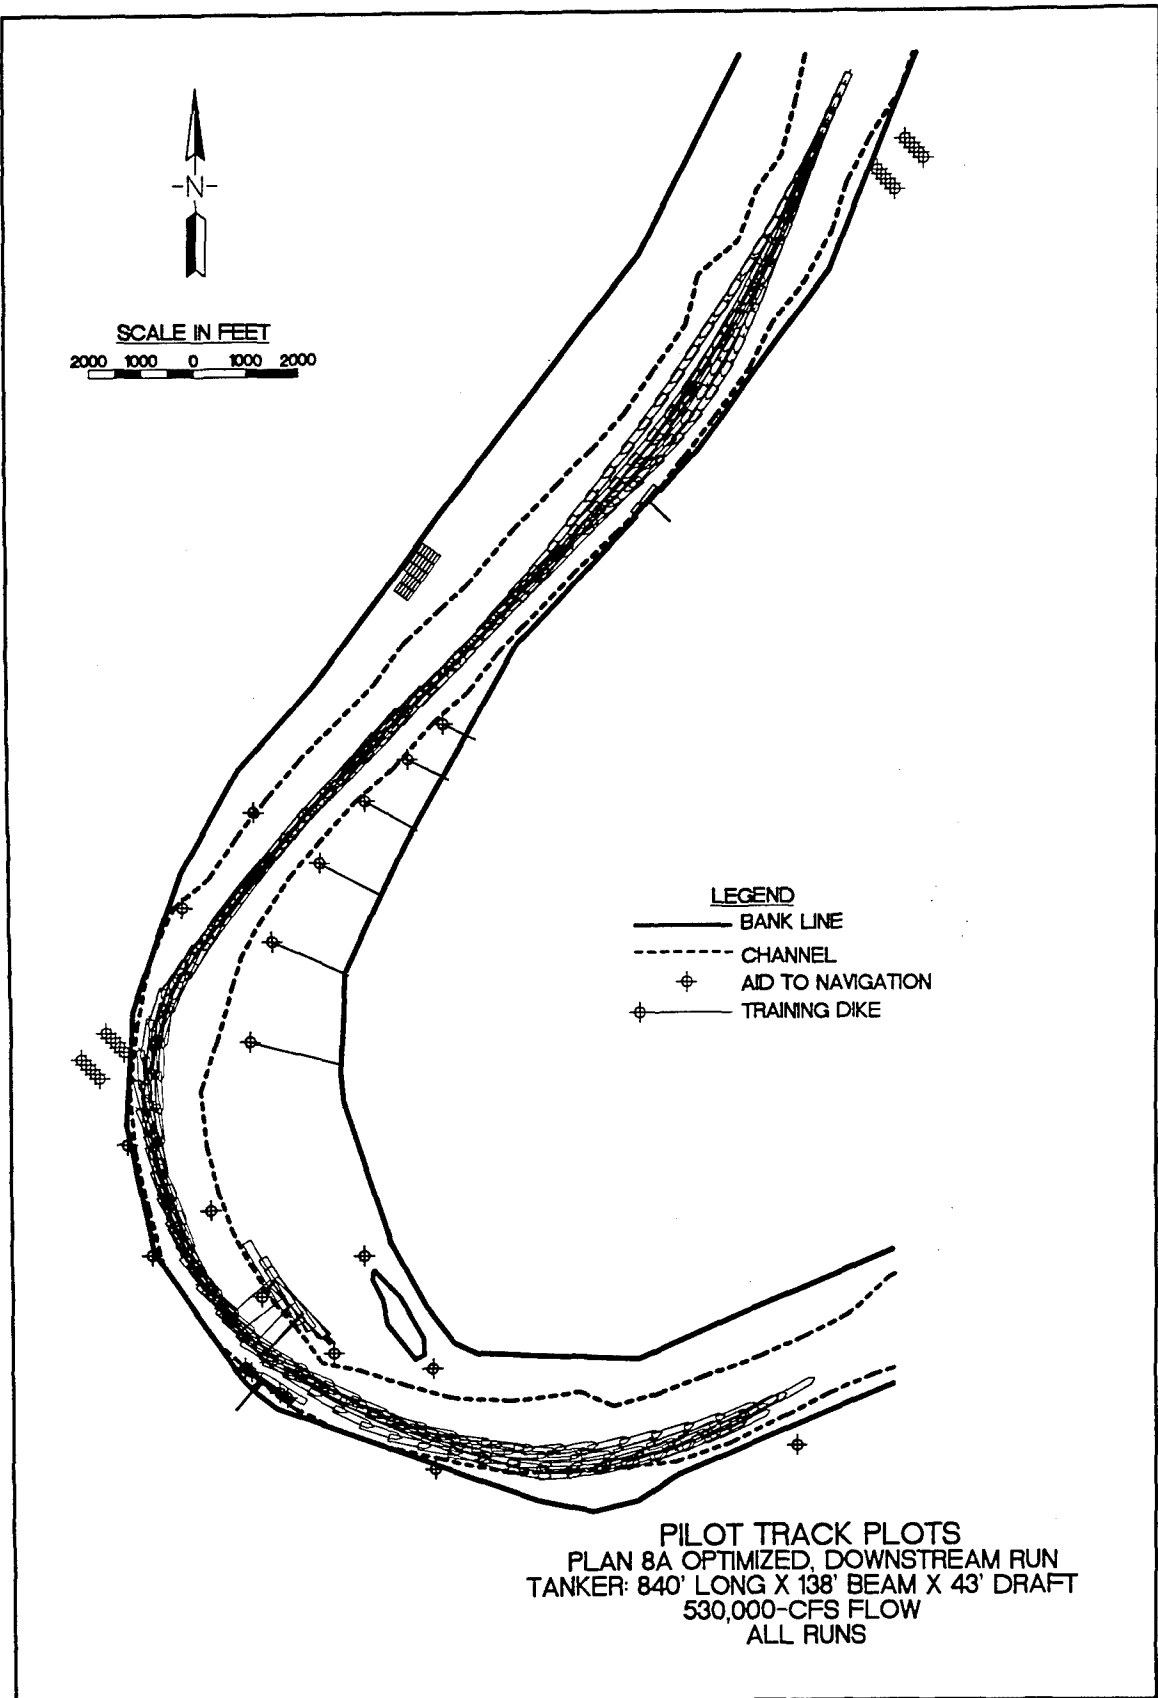 -N-
SCALE IN FEET
2000 1000 0 1000 2000
LEGEND
BANK LINE
CHANNEL
AID TO NAVIGATION
TRAINING DIKE
PILOT TRACK PLOTS
PLAN 8A OPTIMIZED, DOWNSTREAM RUN
TANKER: 840' LONG X 138' BEAM X 43' DRAFT
530,000-CFS FLOW
ALL RUNS